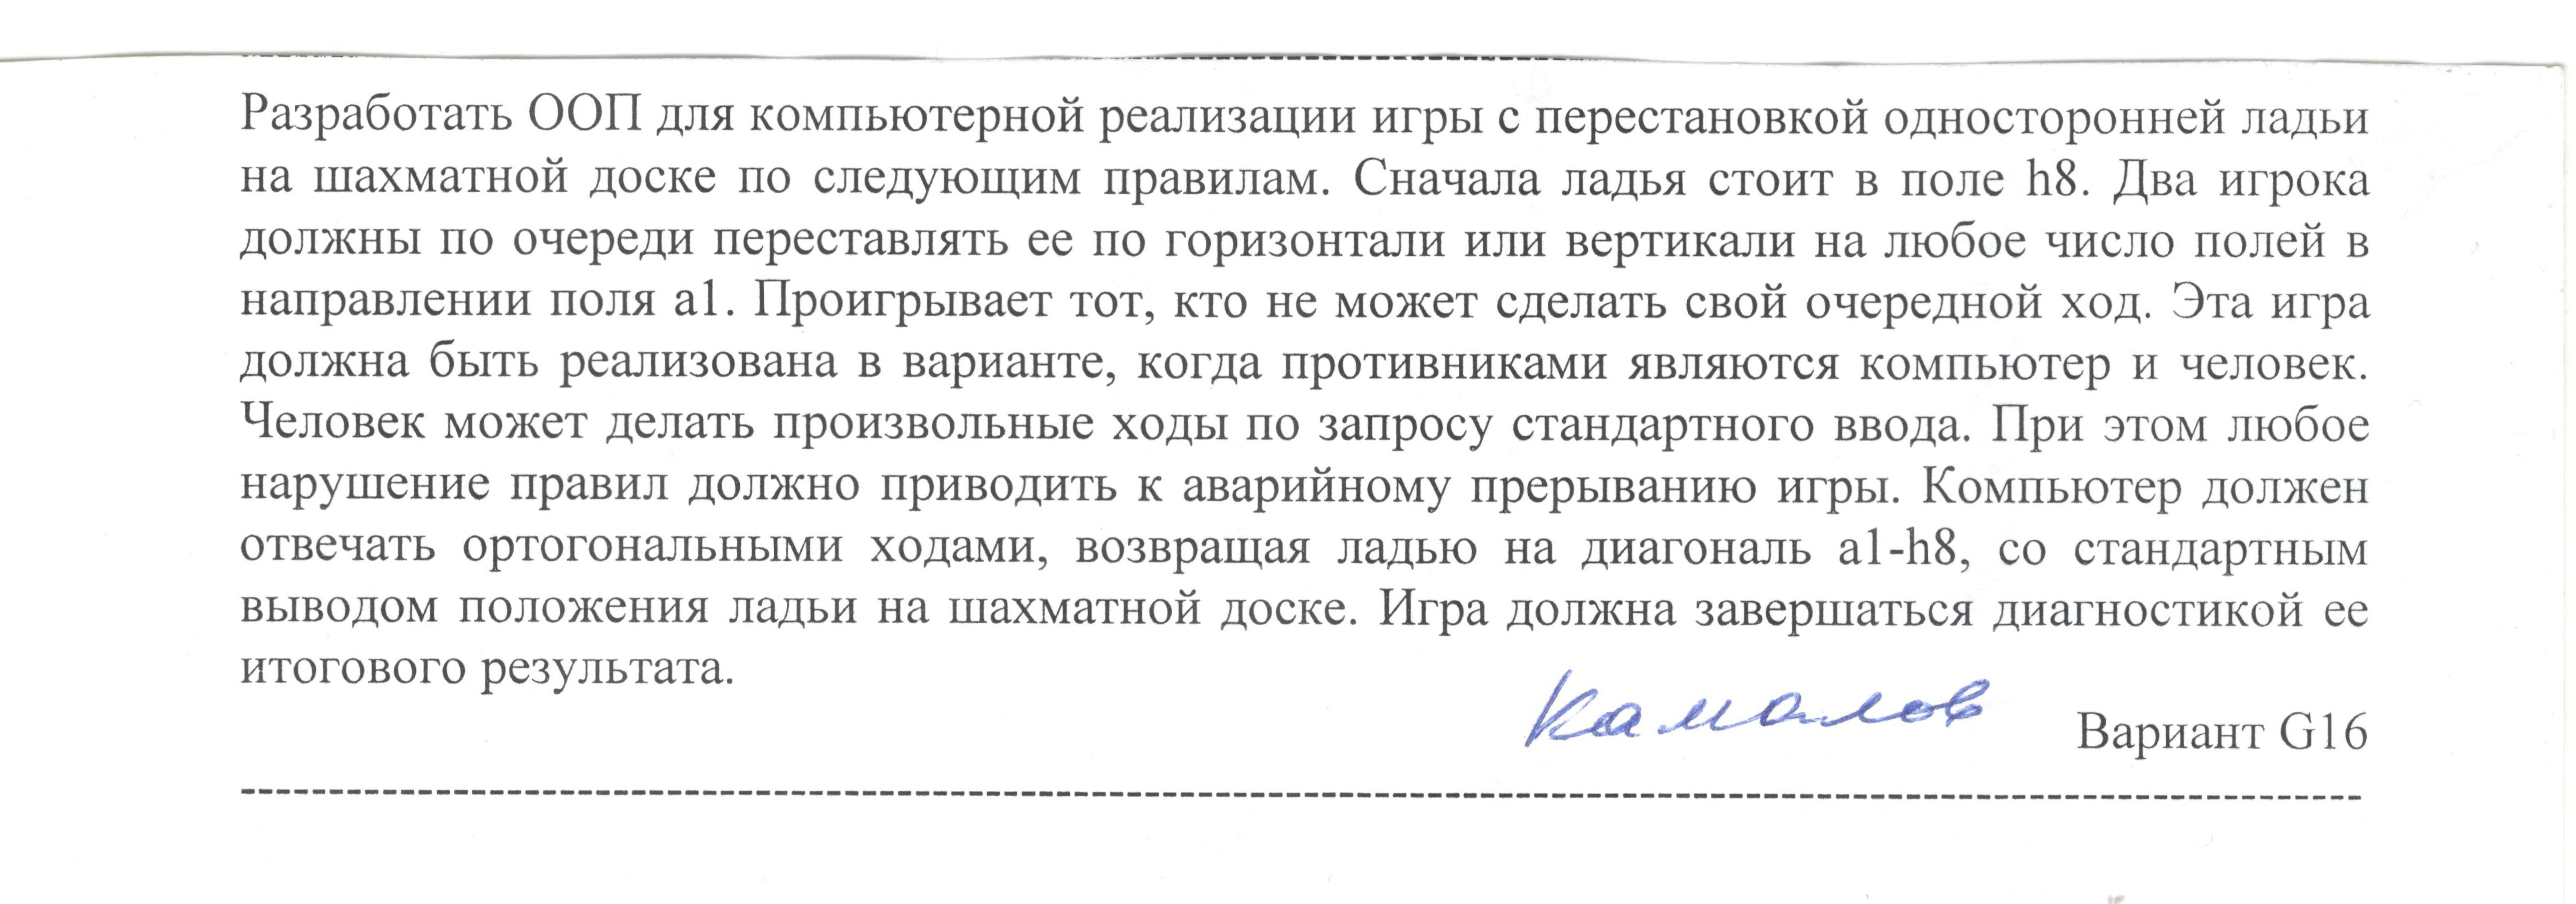 Разработать ООП для компьютерной реализации игры с перестановкой односторонней ладьи
на шахматной доске по следующим правилам. Сначала ладья стоит в поле h8. Два игрока
должны по очереди переставлять ее по горизонтали или вертикали на любое число полей в
направлении поля a1. Проигрывает тот, кто не может сделать свой очередной ход. Эта игра
должна быть реализована в варианте, когда противниками являются компьютер и человек.
Человек может делать произвольные ходы по запросу стандартного ввода. При этом любое
нарушение правил должно приводить к аварийному прерыванию игры. Компьютер должен
отвечать ортогональными ходами, возвращая ладью на диагональ a1-h8, со стандартным
выводом положения ладьи на шахматной доске. Игра должна завершаться диагностикой ее
итогового результата.
Камалов
Вариант G16